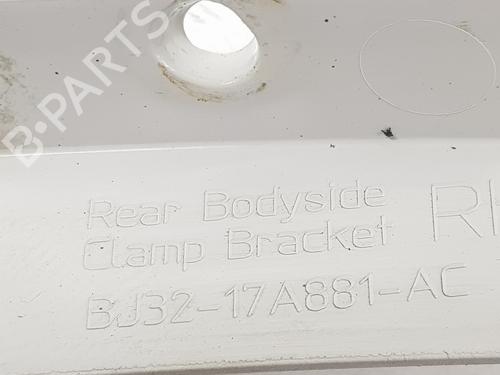 B-PARTS
Rear Bodyside
Clamp Bracket
BJ32-17A881-AC